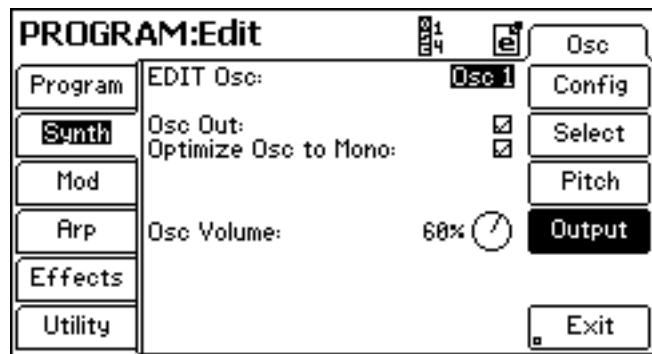 PROGRAM:Edit
Osc
Program
EDIT Osc: Osc 1
Config
Synth
Osc Out:
Optimize Osc to Mono:
Select
Mod
Pitch
Arp
Osc Volume: 60%
Output
Effects
Utility
Exit